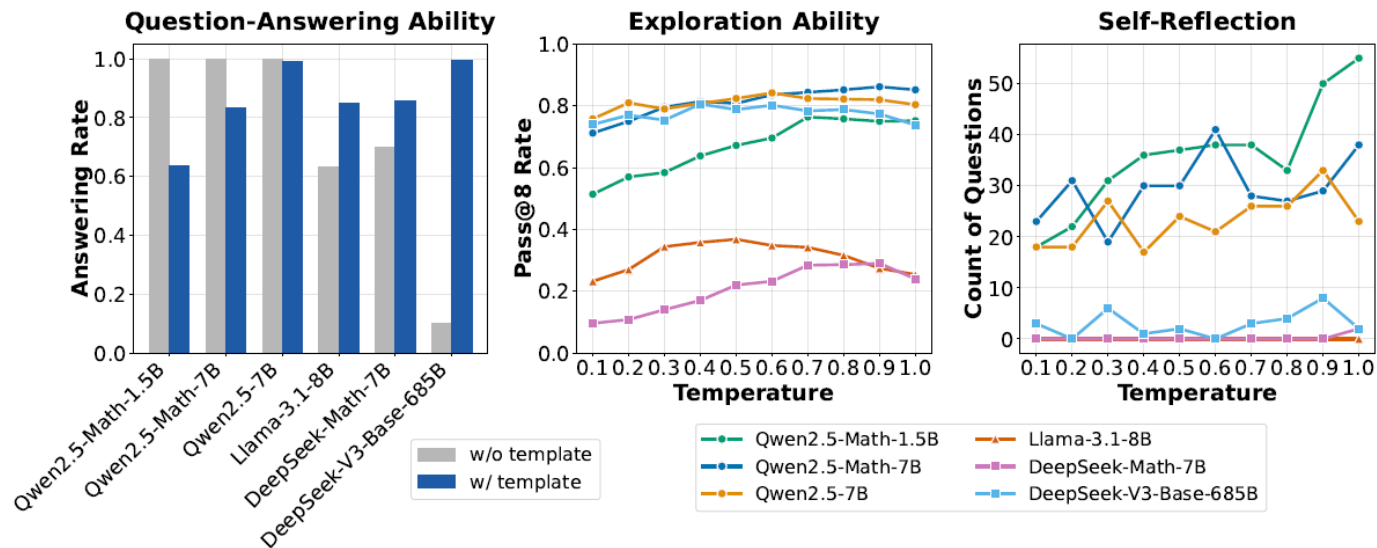 Question-Answering Ability
Answering Rate
1.0
0.8
0.6
0.4
0.2
0.0
Qwen2.5-Math-1.5B
Qwen2.5-Math-7B
Qwen2.5-7B
Llama-3.1-8B
DeepSeek-Math-7B
DeepSeek-V3-Base-685B
w/o template
w/ template
Exploration Ability
Pass@8 Rate
1.0
0.8
0.6
0.4
0.2
0.0
0.1 0.2 0.3 0.4 0.5 0.6 0.7 0.8 0.9 1.0
Temperature
Self-Reflection
Count of Questions
50
40
30
20
10
0
0.1 0.2 0.3 0.4 0.5 0.6 0.7 0.8 0.9 1.0
Temperature
Qwen2.5-Math-1.5B
Qwen2.5-Math-7B
Qwen2.5-7B
Llama-3.1-8B
DeepSeek-Math-7B
DeepSeek-V3-Base-685B